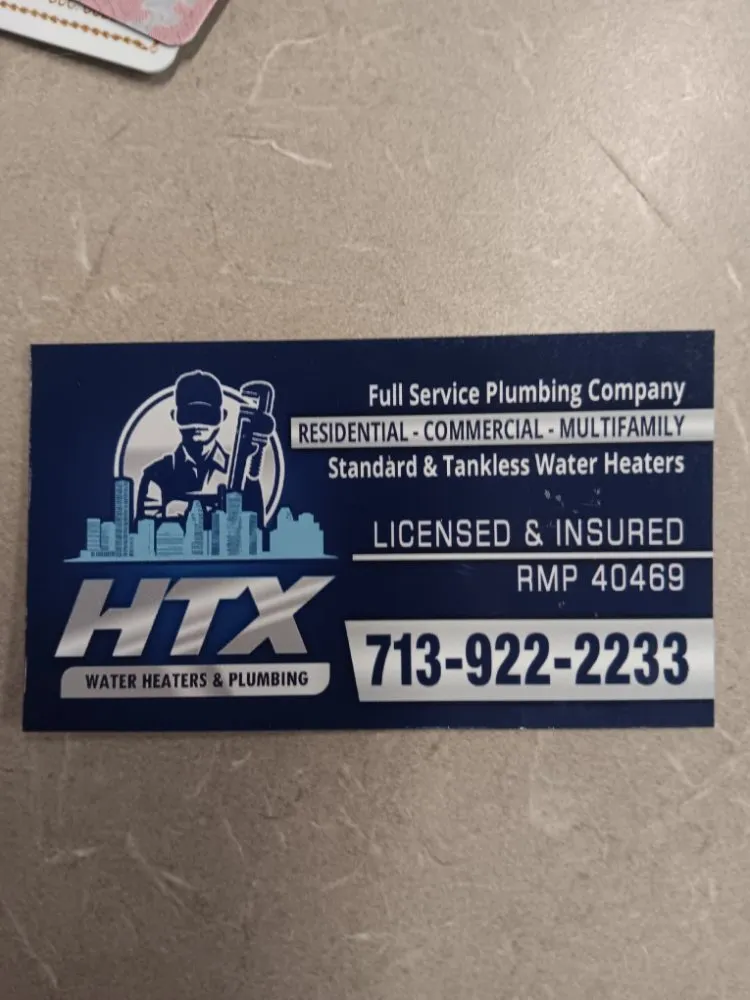 Full Service Plumbing Company
RESIDENTIAL - COMMERCIAL - MULTIFAMILY
Standard & Tankless Water Heaters
LICENSED & INSURED
RMP 40469
713-922-2233
HTX
WATER HEATERS & PLUMBING